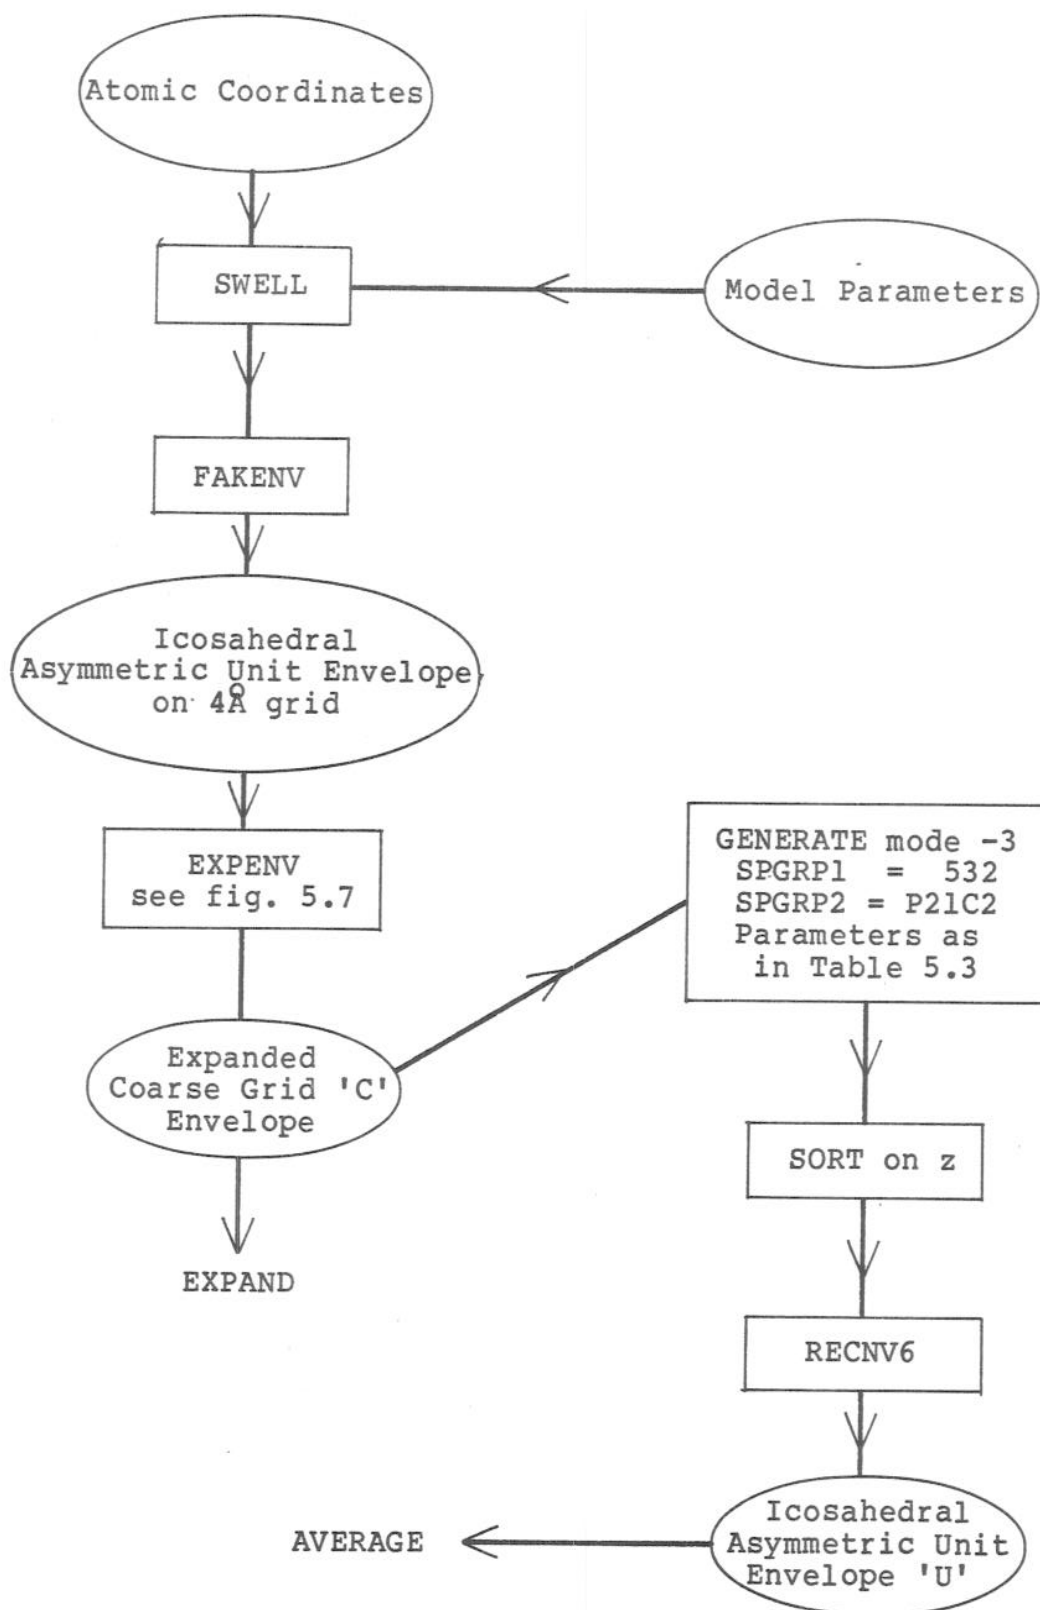 Atomic Coordinates
SWELL
Model Parameters
FAKENV
Icosahedral
Asymmetric Unit Envelope
on 4Å grid
EXPENV
see fig. 5.7
Expanded
Coarse Grid 'C'
Envelope
EXPAND
GENERATE mode -3
SPGRP1 = 532
SPGRP2 = P21C2
Parameters as
in Table 5.3
SORT on z
RECNV6
Icosahedral
Asymmetric Unit
Envelope 'U'
AVERAGE